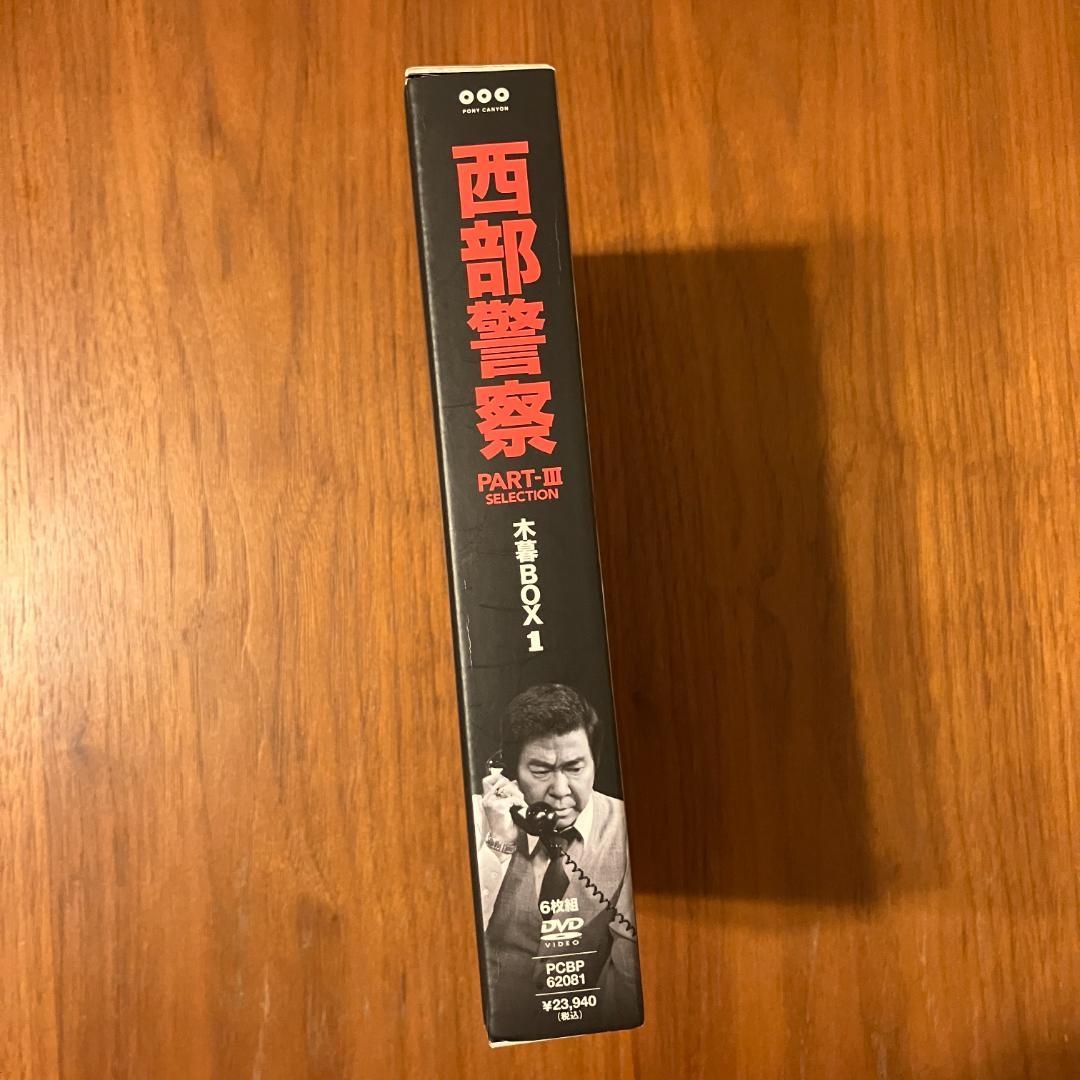 PONY CANYON
西部警察
PART-III
SELECTION
木暮BOX 1
6枚組
DVD
VIDEO
PCBP
62081
¥23,940
(税込)